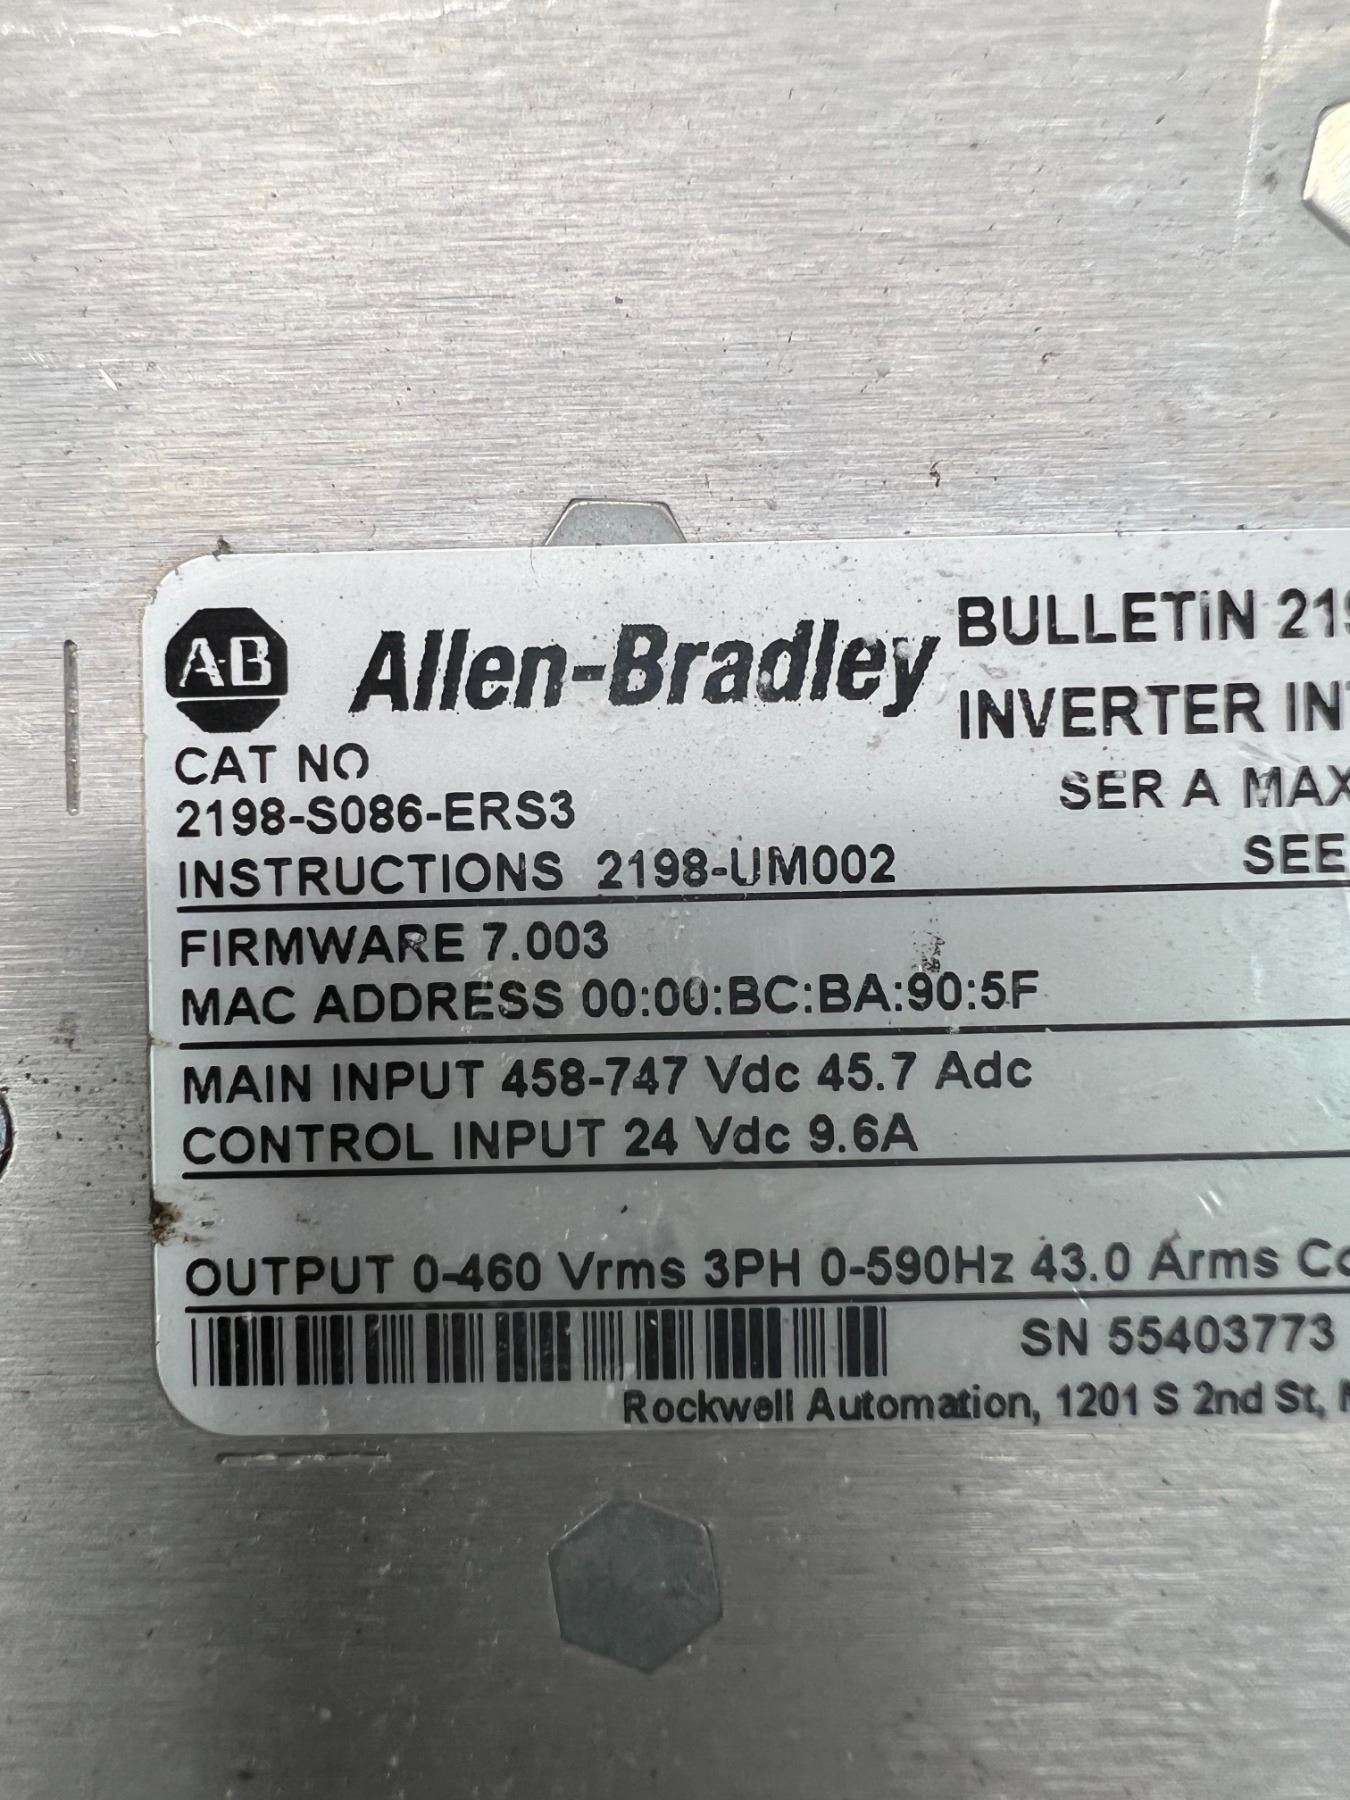 AB Allen-Bradley
BULLETIN 219
INVERTER IN
CAT NO
SER A MAX
2198-S086-ERS3
SEE
INSTRUCTIONS 2198-UM002
FIRMWARE 7.003
MAC ADDRESS 00:00:BC:BA:90:5F
MAIN INPUT 458-747 Vdc 45.7 Adc
CONTROL INPUT 24 Vdc 9.6A
OUTPUT 0-460 Vrms 3PH 0-590Hz 43.0 Arms Co
SN 55403773
Rockwell Automation, 1201 S 2nd St,